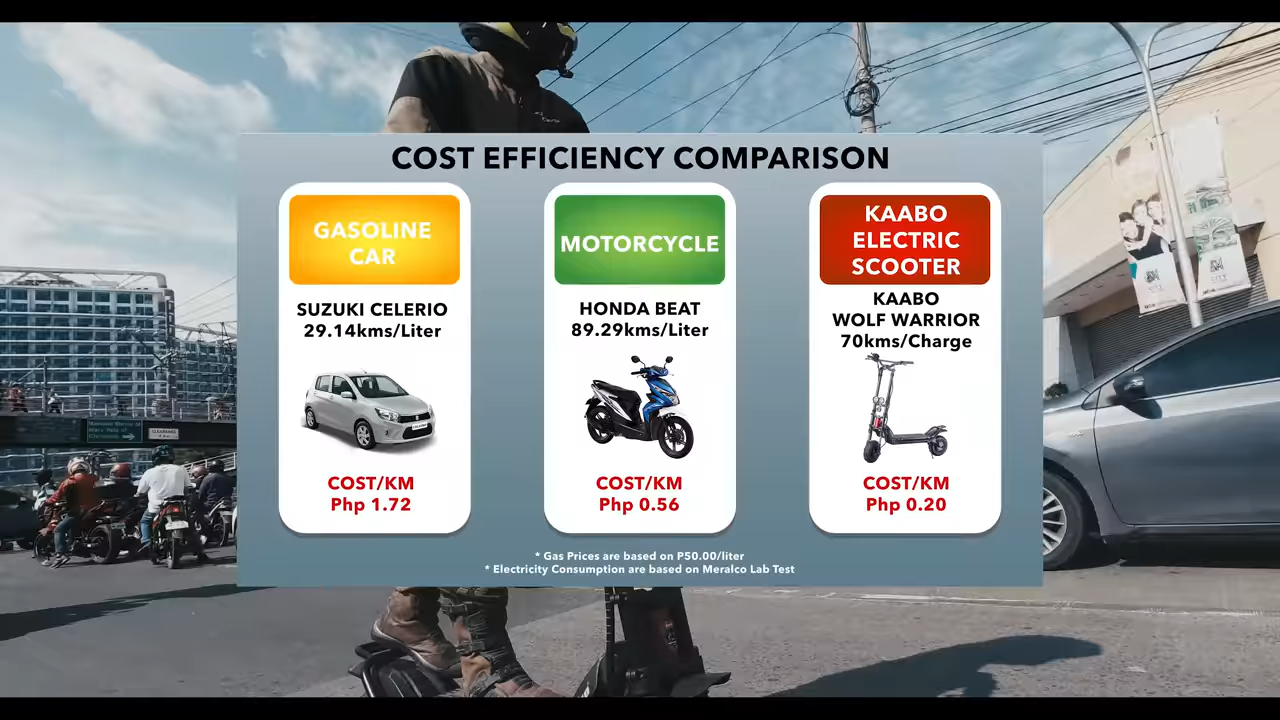 COST EFFICIENCY COMPARISON
GASOLINE
CAR
SUZUKI CELERIO
29.14kms/Liter
COST/KM
Php 1.72
MOTORCYCLE
HONDA BEAT
89.29kms/Liter
COST/KM
Php 0.56
KAABO
ELECTRIC
SCOOTER
KAABO
WOLF WARRIOR
70kms/Charge
COST/KM
Php 0.20
* Gas Prices are based on P50.00/liter
* Electricity Consumption are based on Meralco Lab Test